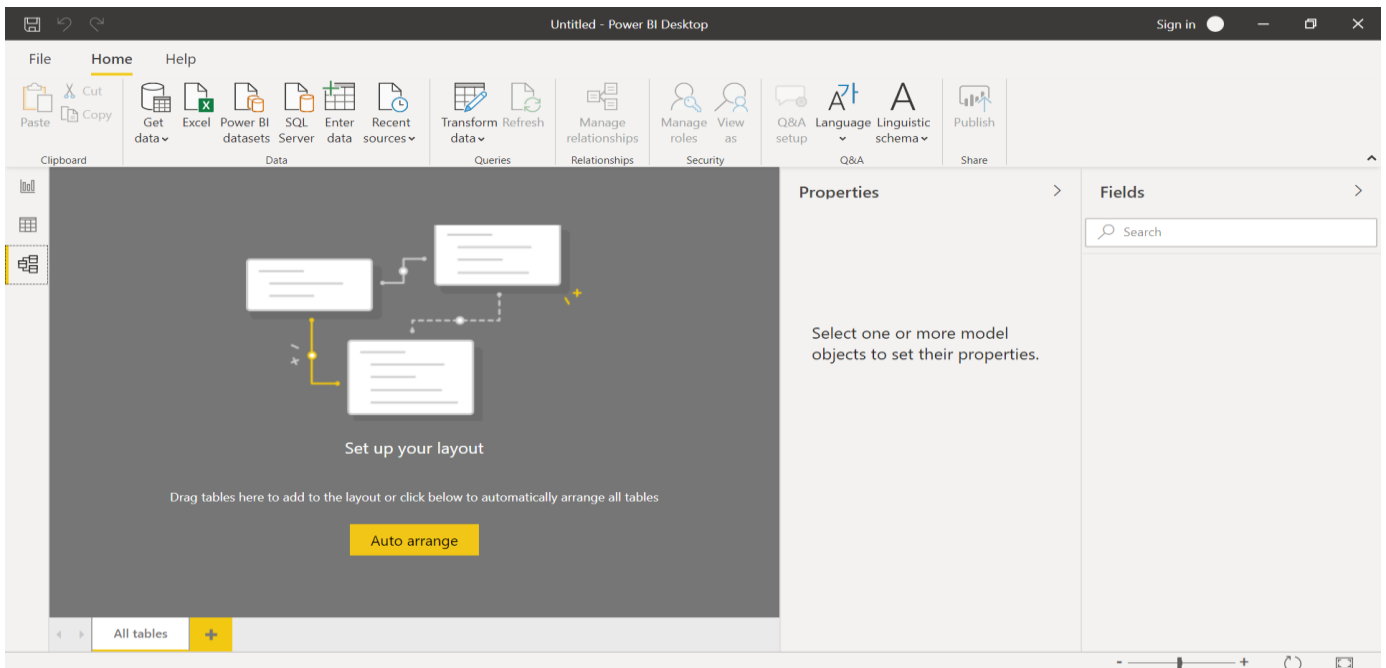 Untitled - Power BI Desktop
Sign in
File Home Help
Paste
Cut
Copy
Clipboard
Get data
Excel
Power BI datasets
SQL Server
Enter data
Recent sources
Data
Transform data
Refresh
Queries
Manage relationships
Relationships
Manage roles
View as
Security
Q&A setup
Language
Linguistic schema
Q&A
Publish
Share
Set up your layout
Drag tables here to add to the layout or click below to automatically arrange all tables
Auto arrange
Properties
Select one or more model
objects to set their properties.
Fields
Search
All tables